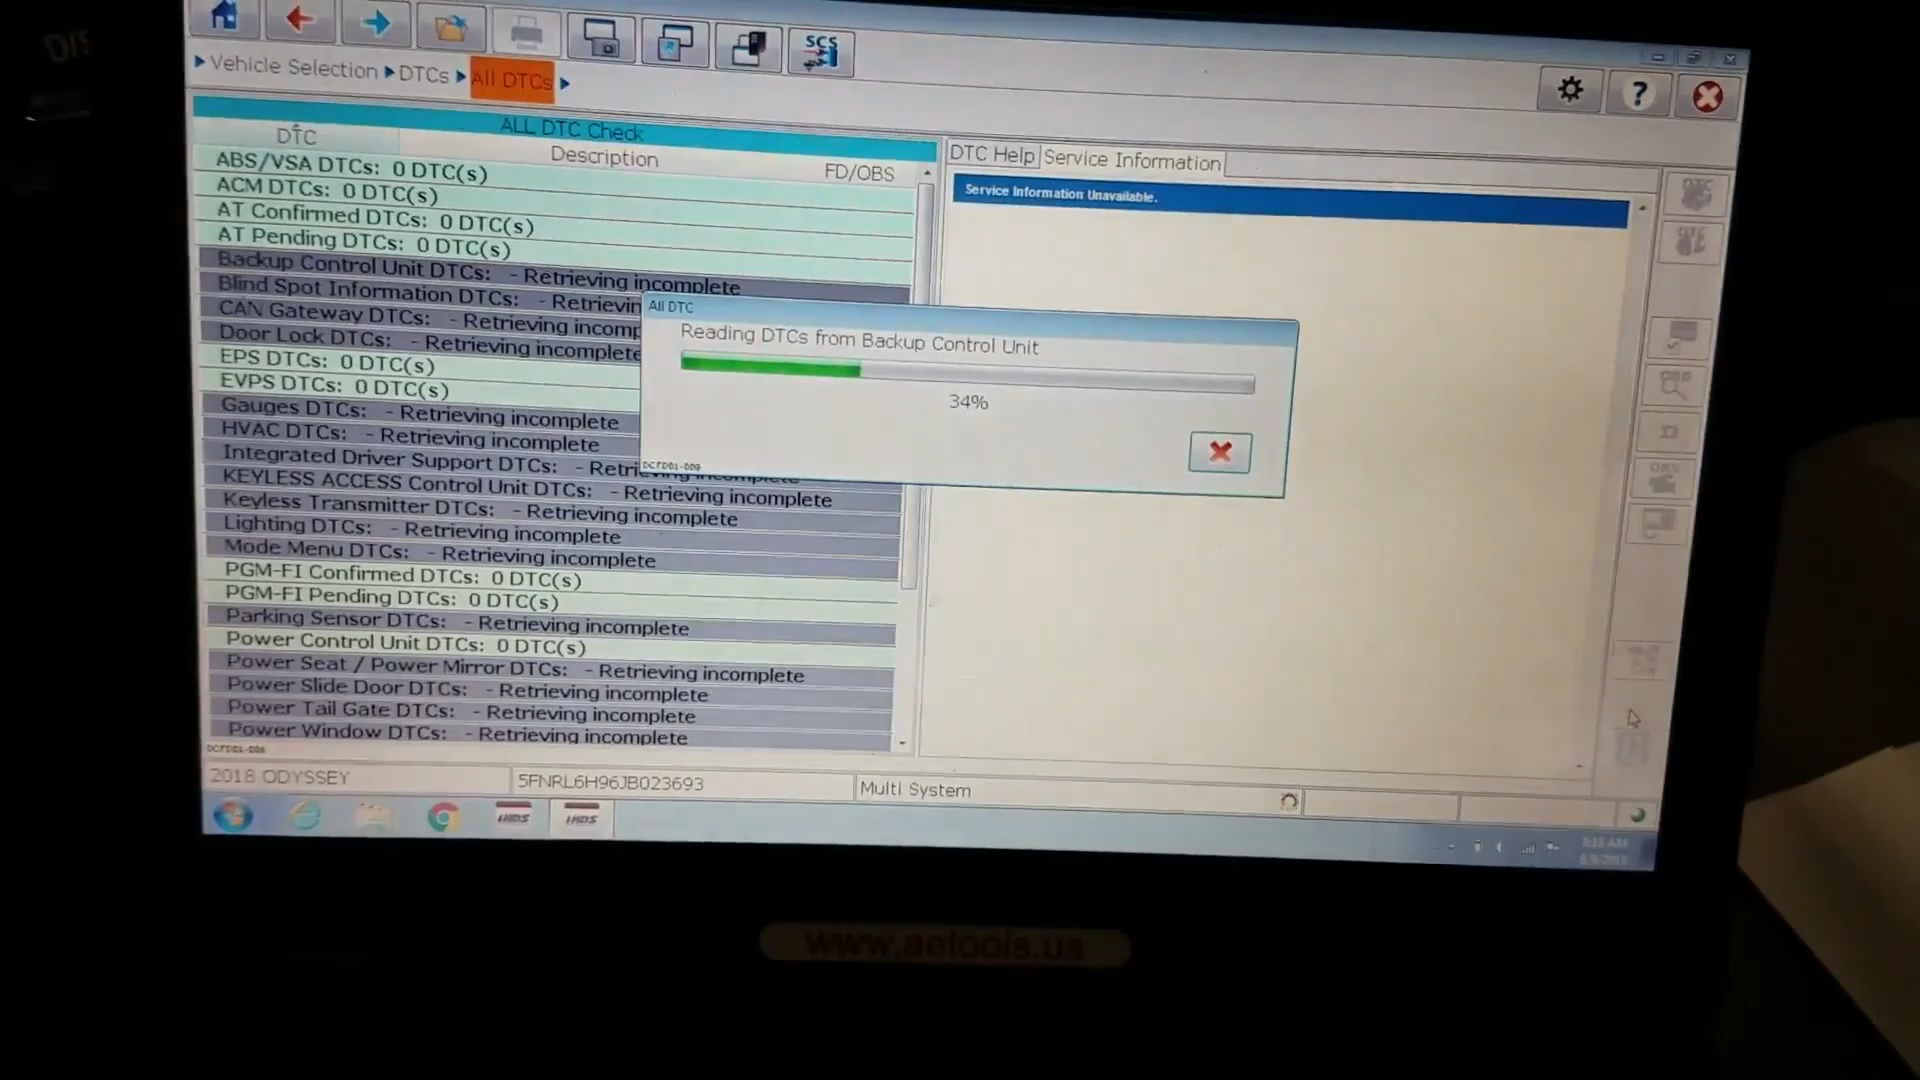 SCS
Vehicle Selection DTCs All DTCs
?
ALL DTC Check
DTC Description FD/OBS
ABS/VSA DTCs: 0 DTC(s)
ACM DTCs: 0 DTC(s)
AT Confirmed DTCs: 0 DTC(s)
AT Pending DTCs: 0 DTC(s)
Backup Control Unit DTCs: - Retrieving incomplete
Blind Spot Information DTCs: - Retrievin
CAN Gateway DTCs: - Retrieving incomp
Door Lock DTCs: - Retrieving incomplete
EPS DTCs: 0 DTC(s)
EVPS DTCs: 0 DTC(s)
Gauges DTCs: - Retrieving incomplete
HVAC DTCs: - Retrieving incomplete
Integrated Driver Support DTCs: - Retri
KEYLESS ACCESS Control Unit DTCs: - Retrieving incomplete
Keyless Transmitter DTCs: - Retrieving incomplete
Lighting DTCs: - Retrieving incomplete
Mode Menu DTCs: - Retrieving incomplete
PGM-FI Confirmed DTCs: 0 DTC(s)
PGM-FI Pending DTCs: 0 DTC(s)
Parking Sensor DTCs: - Retrieving incomplete
Power Control Unit DTCs: 0 DTC(s)
Power Seat / Power Mirror DTCs: - Retrieving incomplete
Power Slide Door DTCs: - Retrieving incomplete
Power Tail Gate DTCs: - Retrieving incomplete
Power Window DTCs: - Retrieving incomplete
DTC Help Service Information
Service Information Unavailable.
All DTC
Reading DTCs from Backup Control Unit
34%
2018 ODYSSEY 5FNRL6H96JB023693 Multi System
www.aetools.us